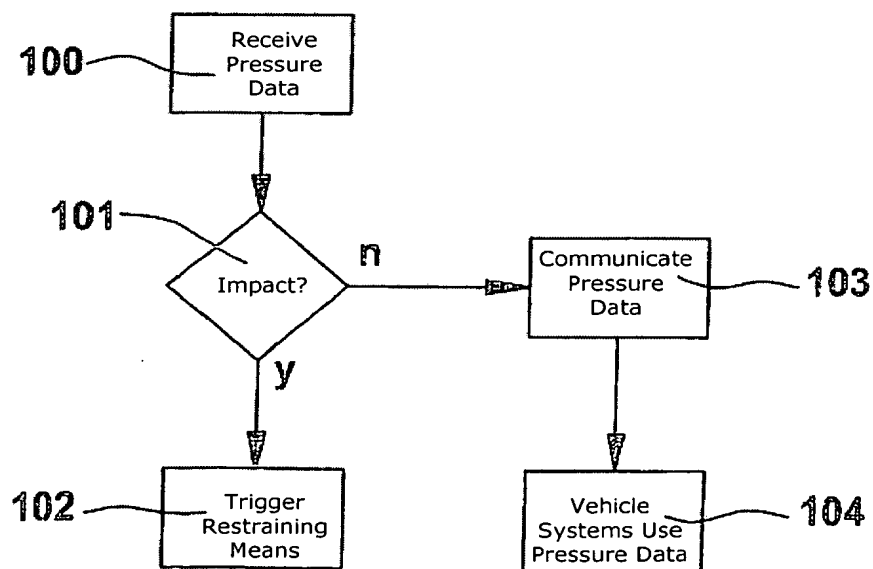 100
Receive
Pressure
Data
101
Impact?
n
y
Communicate
Pressure
Data
103
102
Trigger
Restraining
Means
Vehicle
Systems Use
Pressure Data
104